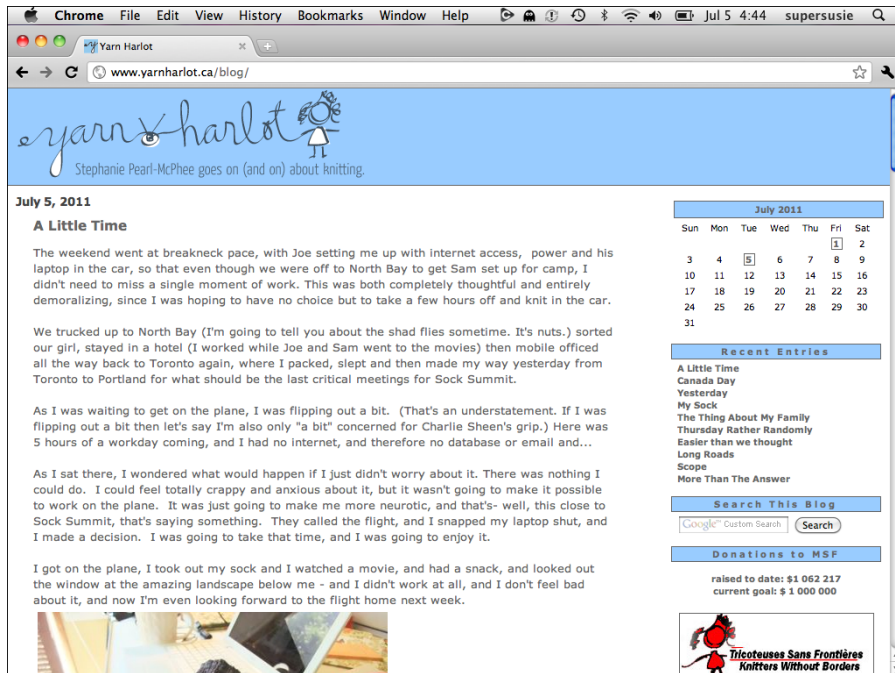 Chrome File Edit View History Bookmarks Window Help Jul 5 4:44 supersusie
Yarn Harlot
www.yarnharlot.ca/blog/
yarn harlot
Stephanie Pearl-McPhee goes on (and on) about knitting.
July 5, 2011
A Little Time
The weekend went at breakneck pace, with Joe setting me up with internet access, power and his
laptop in the car, so that even though we were off to North Bay to get Sam set up for camp, I
didn't need to miss a single moment of work. This was both completely thoughtful and entirely
demoralizing, since I was hoping to have no choice but to take a few hours off and knit in the car.
We trucked up to North Bay (I'm going to tell you about the shad flies sometime. It's nuts.) sorted
our girl, stayed in a hotel (I worked while Joe and Sam went to the movies) then mobile officed
all the way back to Toronto again, where I packed, slept and then made my way yesterday from
Toronto to Portland for what should be the last critical meetings for Sock Summit.
As I was waiting to get on the plane, I was flipping out a bit. (That's an understatement. If I was
flipping out a bit then let's say I'm also only "a bit" concerned for Charlie Sheen's grip.) Here was
5 hours of a workday coming, and I had no internet, and therefore no database or email and...
As I sat there, I wondered what would happen if I just didn't worry about it. There was nothing I
could do. I could feel totally crappy and anxious about it, but it wasn't going to make it possible
to work on the plane. It was just going to make me more neurotic, and that's- well, this close to
Sock Summit, that's saying something. They called the flight, and I snapped my laptop shut, and
I made a decision. I was going to take that time, and I was going to enjoy it.
I got on the plane, I took out my sock and I watched a movie, and had a snack, and looked out
the window at the amazing landscape below me - and I didn't work at all, and I don't feel bad
about it, and now I'm even looking forward to the flight home next week.
July 2011
Sun Mon Tue Wed Thu Fri Sat
1 2
3 4 5 6 7 8 9
10 11 12 13 14 15 16
17 18 19 20 21 22 23
24 25 26 27 28 29 30
31
Recent Entries
A Little Time
Canada Day
Yesterday
My Sock
The Thing About My Family
Thursday Rather Randomly
Easier than we thought
Long Roads
Scope
More Than The Answer
Search This Blog
Google™ Custom Search Search
Donations to MSF
raised to date: $1 062 217
current goal: $ 1 000 000
Tricoteuses Sans Frontières
Knitters Without Borders